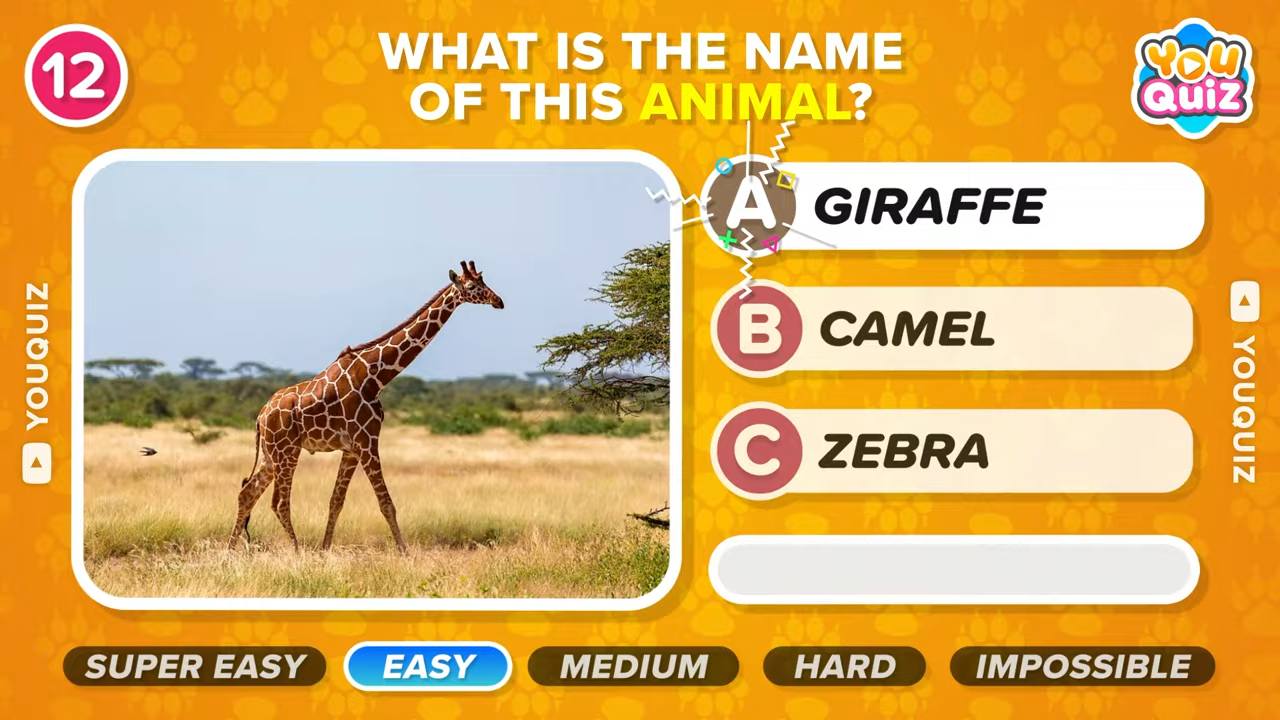 12
WHAT IS THE NAME
OF THIS ANIMAL?
YOU
QUIZ
A
GIRAFFE
B
CAMEL
C
ZEBRA
YOUQUIZ
YOUQUIZ
SUPER EASY
EASY
MEDIUM
HARD
IMPOSSIBLE